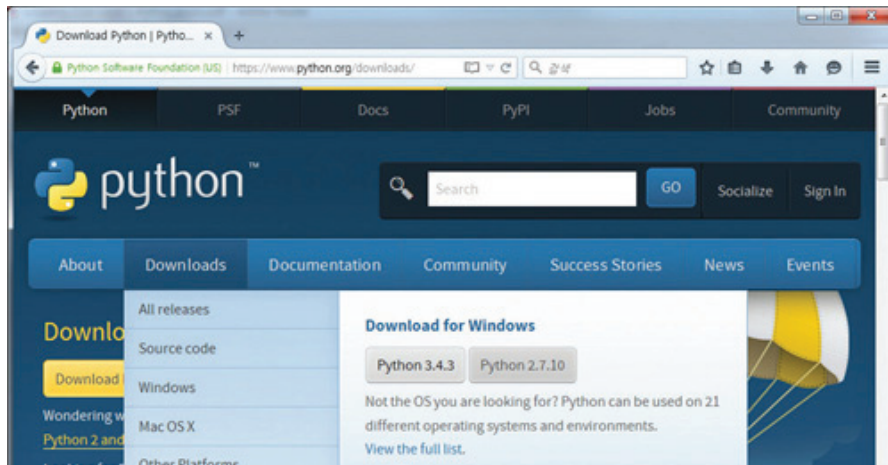 Download Python | Pytho...
Python Software Foundation (US) https://www.python.org/downloads/ 검색
Python PSF Docs PyPI Jobs Community
python™ Search GO Socialize Sign In
About Downloads Documentation Community Success Stories News Events
All releases
Downlo
Source code
Windows
Mac OS X
Other Platforms
Download
Wondering w
Python 2 and
Download for Windows
Python 3.4.3 Python 2.7.10
Not the OS you are looking for? Python can be used on 21
different operating systems and environments.
View the full list.